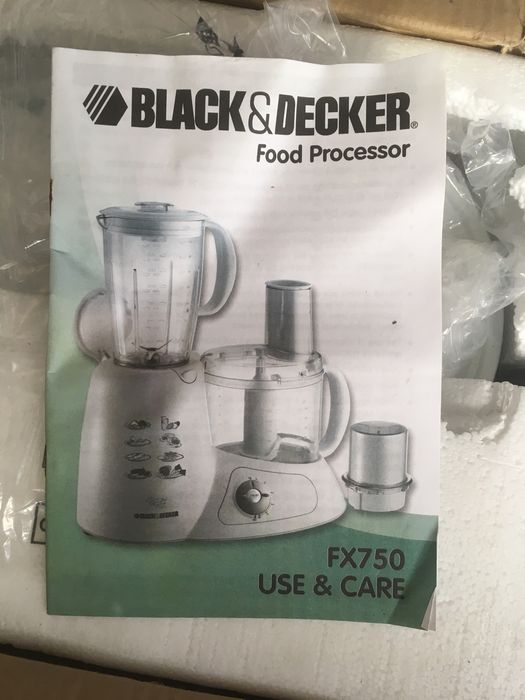 BLACK&DECKER®
Food Processor
FX750
USE & CARE